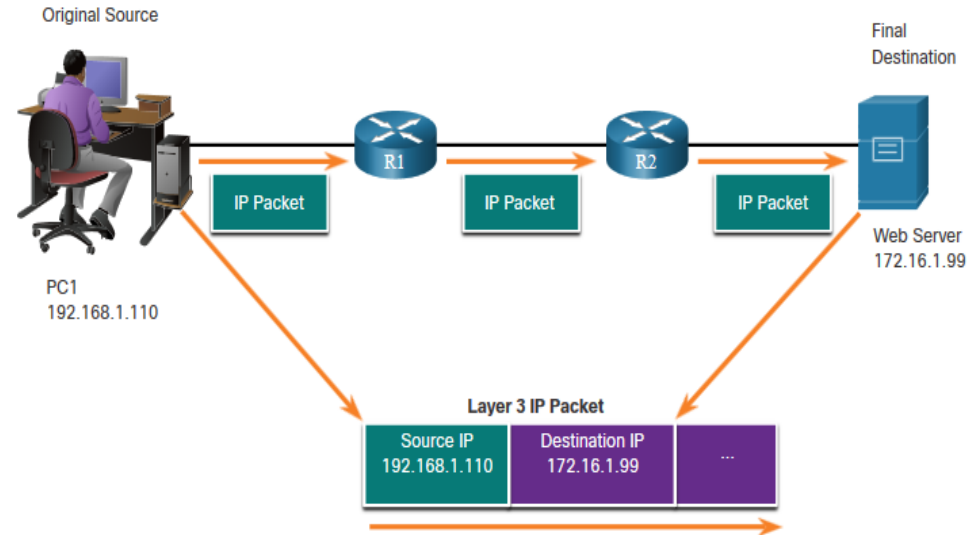 Original Source
Final
Destination
R1
R2
IP Packet
IP Packet
IP Packet
Web Server
172.16.1.99
PC1
192.168.1.110
Layer 3 IP Packet
Source IP
192.168.1.110
Destination IP
172.16.1.99
...